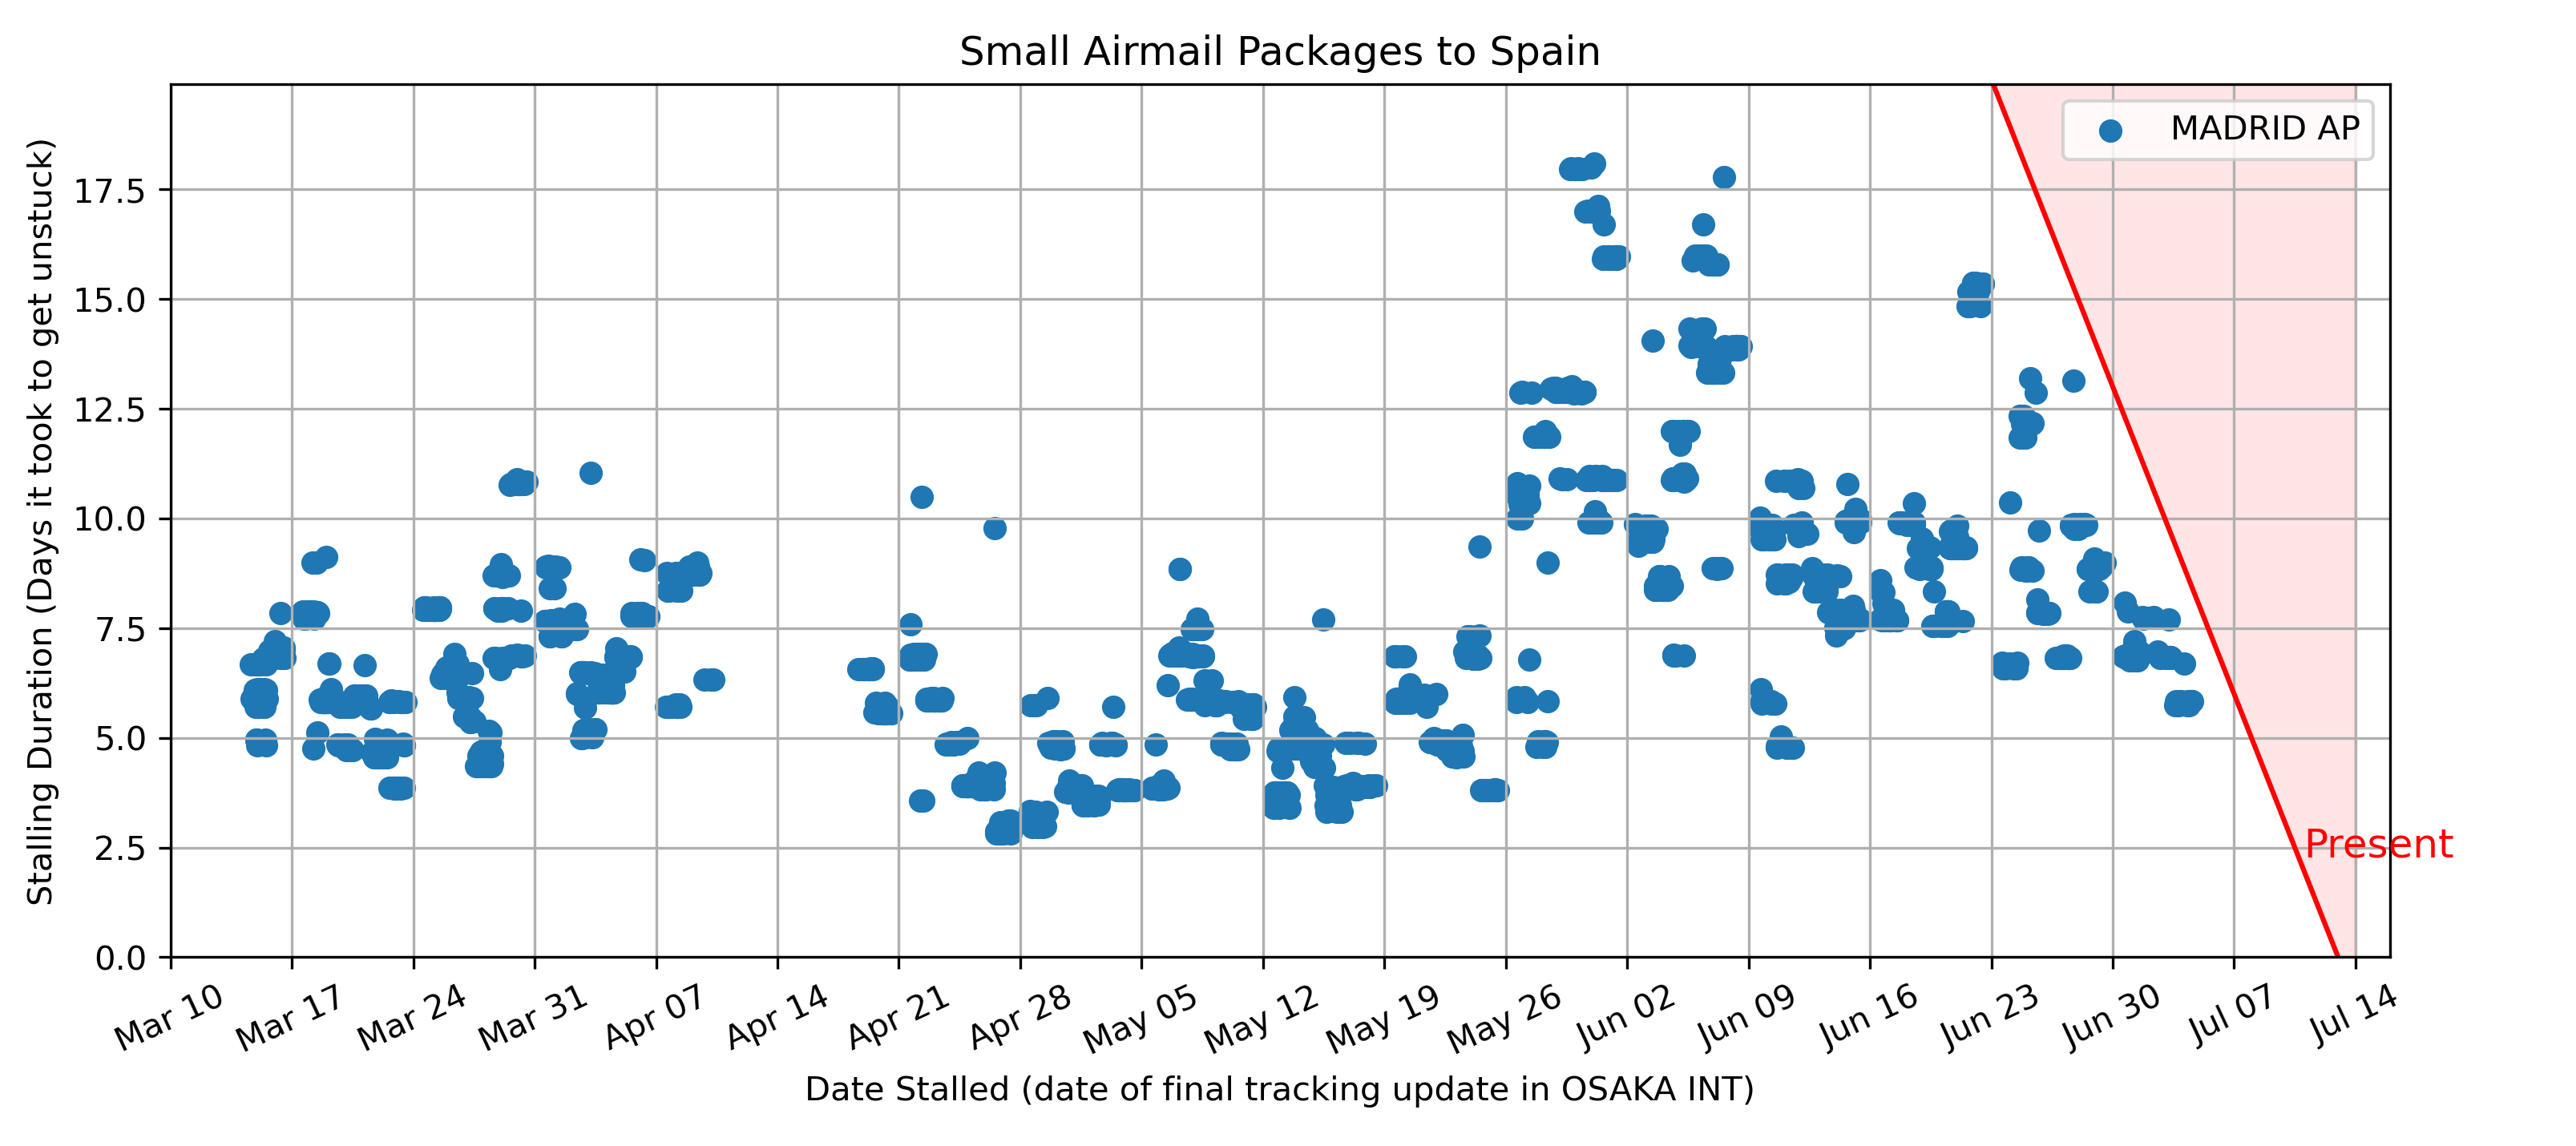 Small Airmail Packages to Spain
MADRID AP
Stalling Duration (Days it took to get unstuck)
17.5
15.0
12.5
10.0
7.5
5.0
2.5
0.0
Present
Mar 10 Mar 17 Mar 24 Mar 31 Apr 07 Apr 14 Apr 21 Apr 28 May 05 May 12 May 19 May 26 Jun 02 Jun 09 Jun 16 Jun 23 Jun 30 Jul 07 Jul 14
Date Stalled (date of final tracking update in OSAKA INT)